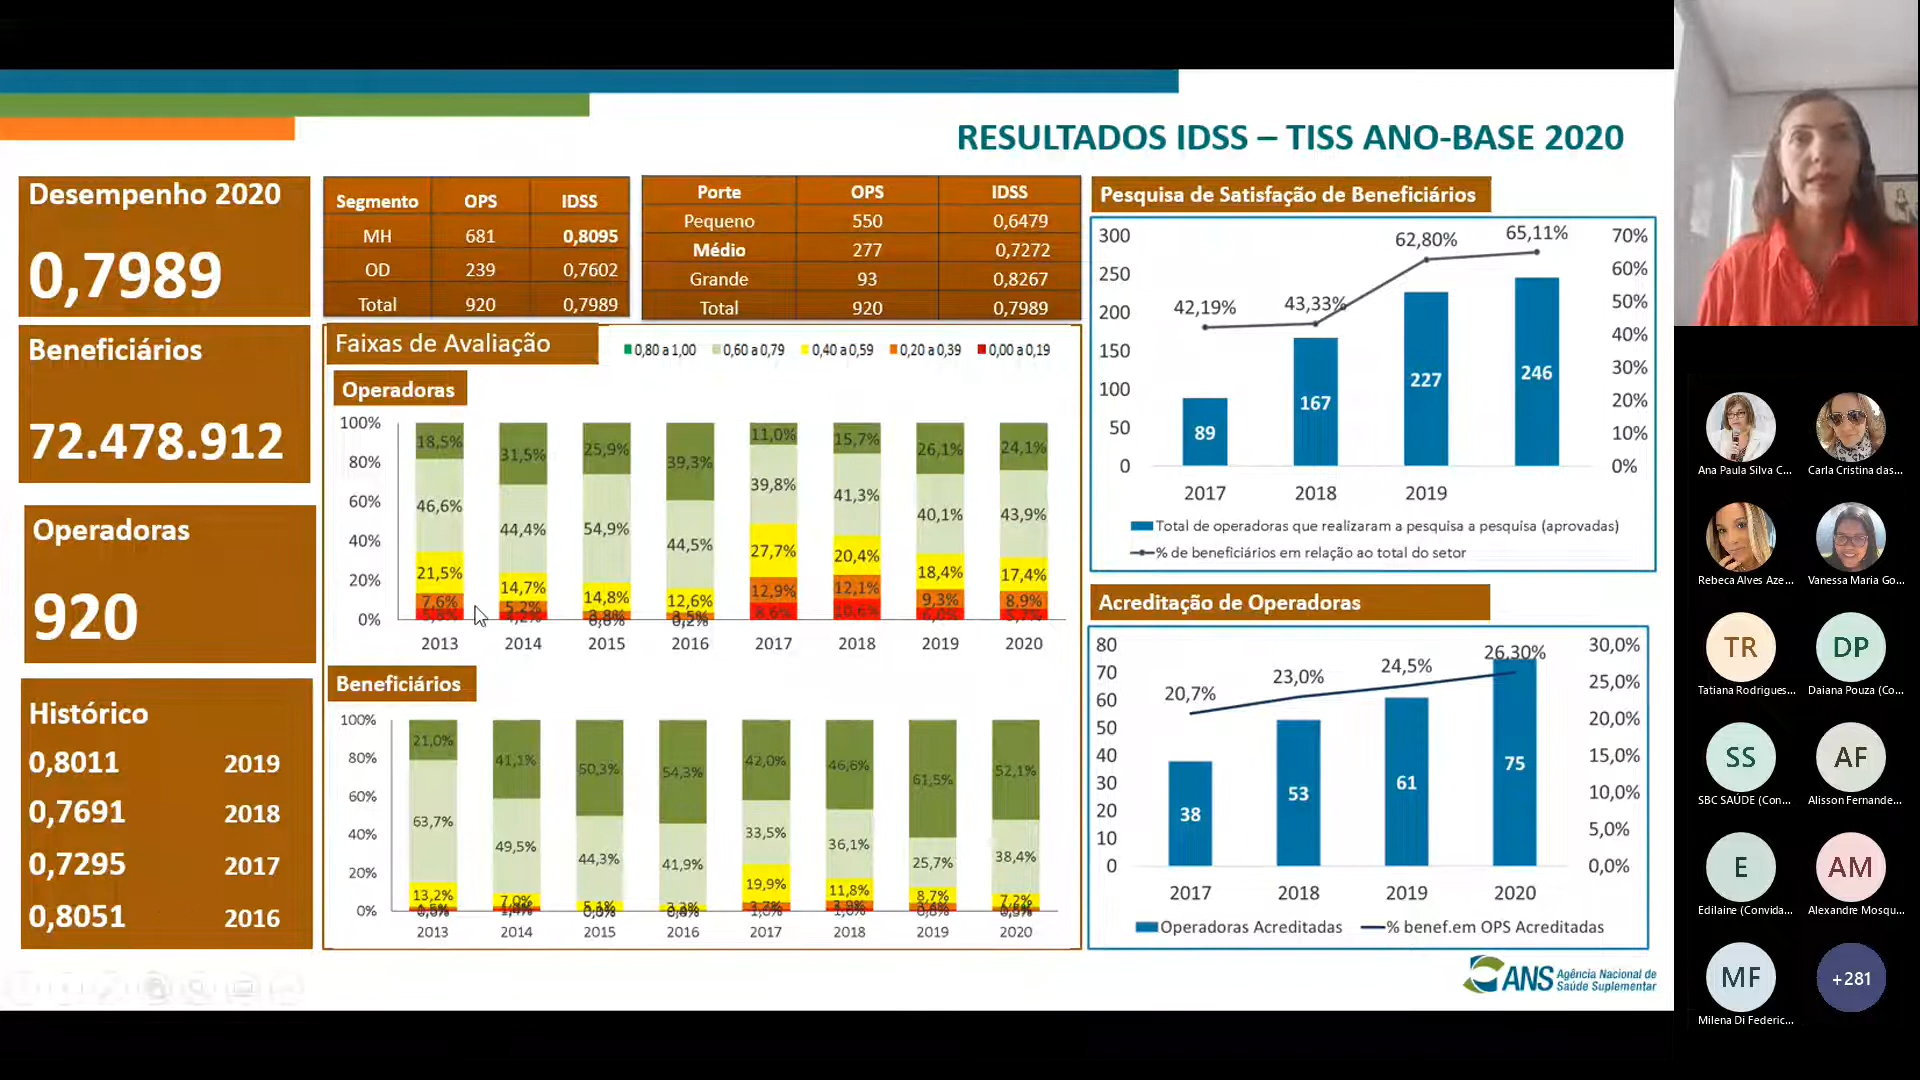 RESULTADOS IDSS – TISS ANO-BASE 2020
Desempenho 2020
0,7989
Beneficiários
72.478.912
Operadoras
920
Histórico
0,8011 2019
0,7691 2018
0,7295 2017
0,8051 2016
Segmento OPS IDSS
MH 681 0,8095
OD 239 0,7602
Total 920 0,7989
Porte OPS IDSS
Pequeno 550 0,6479
Médio 277 0,7272
Grande 93 0,8267
Total 920 0,7989
Faixas de Avaliação
0,80 a 1,00 0,60 a 0,79 0,40 a 0,59 0,20 a 0,39 0,00 a 0,19
Operadoras
100%
80%
60%
40%
20%
0%
18,5% 31,5% 25,9% 39,3% 11,0% 15,7% 26,1% 24,1%
46,6% 44,4% 54,9% 44,5% 39,8% 41,3% 40,1% 43,9%
21,5% 14,7% 14,8% 12,6% 27,7% 20,4% 18,4% 17,4%
7,6% 5,2% 12,9% 12,1% 9,3% 8,9%
2013 2014 2015 2016 2017 2018 2019 2020
Beneficiários
100%
80%
60%
40%
20%
0%
21,0% 41,1% 50,3% 54,3% 42,0% 46,6% 61,5% 52,1%
63,7% 49,5% 44,3% 41,9% 33,5% 36,1% 25,7% 38,4%
13,2% 7,0% 5,1% 19,9% 11,8% 8,7% 7,2%
2013 2014 2015 2016 2017 2018 2019 2020
Pesquisa de Satisfação de Beneficiários
300
250
200
150
100
50
0
42,19% 43,33% 62,80% 65,11%
89 167 227 246
70%
60%
50%
40%
30%
20%
10%
0%
2017 2018 2019
Total de operadoras que realizaram a pesquisa a pesquisa (aprovadas)
% de beneficiários em relação ao total do setor
Acreditação de Operadoras
80
70
60
50
40
30
20
10
0
20,7% 23,0% 24,5% 26,30%
38 53 61 75
30,0%
25,0%
20,0%
15,0%
10,0%
5,0%
0,0%
2017 2018 2019 2020
Operadoras Acreditadas % benef.em OPS Acreditadas
ANS Agência Nacional de
Saúde Suplementar
Ana Paula Silva C... Carla Cristina das...
Rebeca Alves Aze... Vanessa Maria Go...
TR DP
Tatiana Rodrigues... Daiana Pouza (Co...
SS AF
SBC SAÚDE (Con... Alisson Fernande...
E AM
Edilaine (Convida... Alexandre Mosqu...
MF +281
Milena Di Federic...